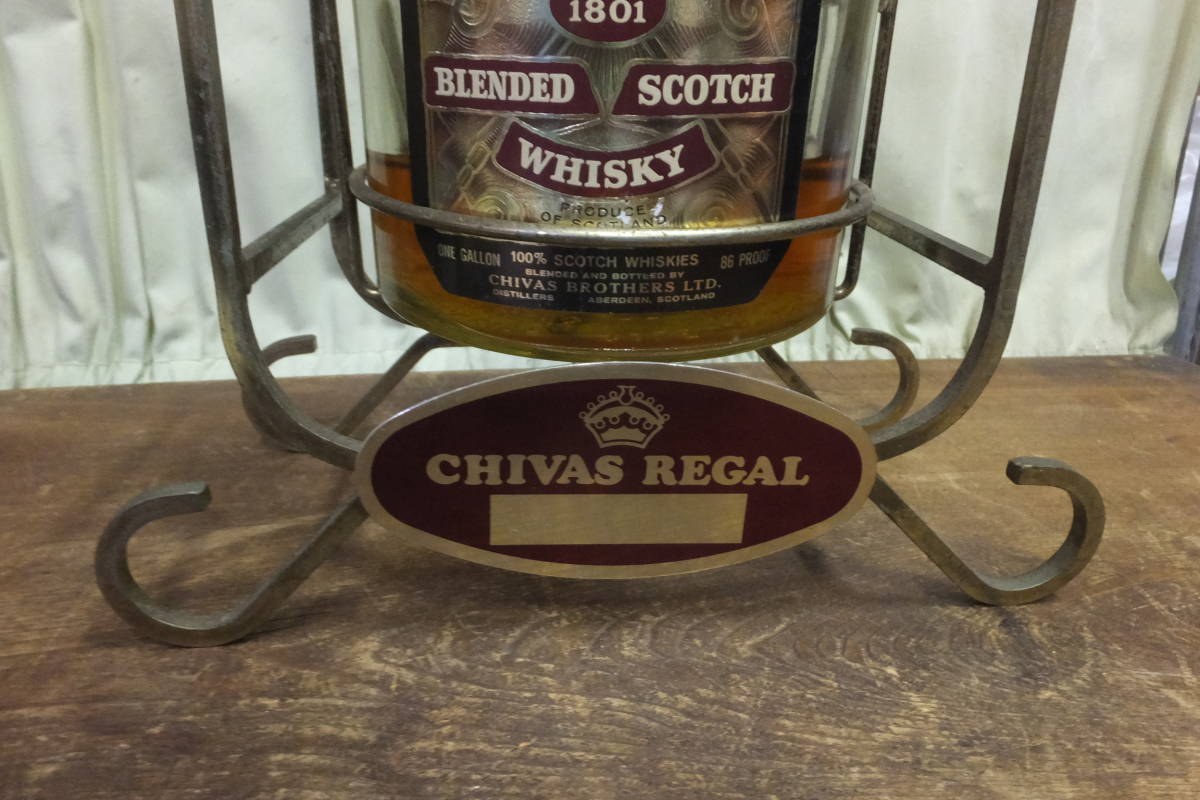 1801
BLENDED SCOTCH
WHISKY
PRODUCE
OF SCOTLAND
ONE GALLON 100% SCOTCH WHISKIES 86 PROOF
BLENDED AND BOTTLED BY
CHIVAS BROTHERS LTD.
DISTILLERS ABERDEEN, SCOTLAND
CHIVAS REGAL